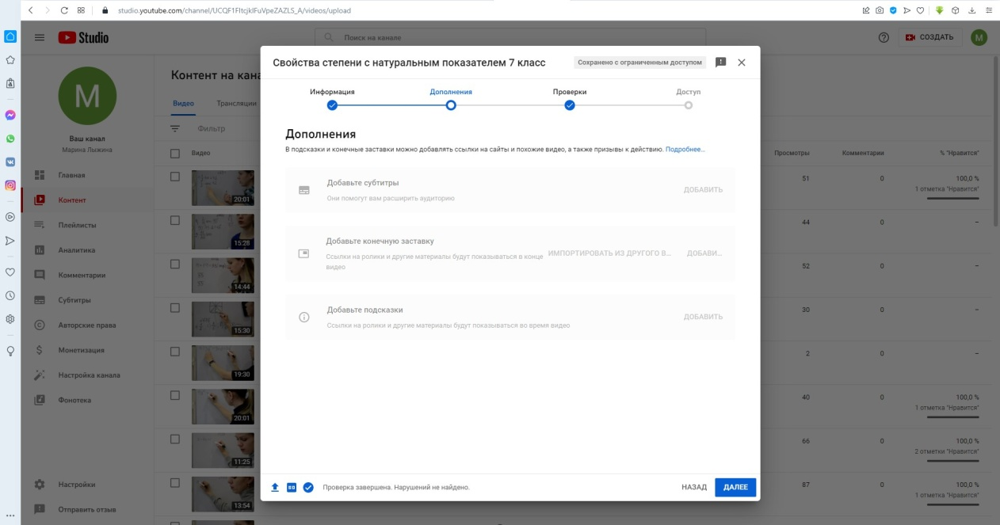 studio.youtube.com/channel/UCQF1FItcjkIFuVpeZAZLS_A/videos/upload
Studio
Поиск на канале
СОЗДАТЬ
M
M
Ваш канал
Марина Лыжина
Главная
Контент
Плейлисты
Аналитика
Комментарии
Субтитры
Авторские права
Монетизация
Настройка канала
Фонотека
Настройки
Отправить отзыв
Контент на кана
Видео
Трансляции
Фильтр
Видео
Просмотры
Комментарии
% "Нравится"
20:01
51
0
100,0 %
1 отметка "Нравится"
15:28
44
0
–
14:44
52
0
–
15:30
30
0
–
19:30
2
0
–
20:01
40
0
100,0 %
1 отметка "Нравится"
11:25
66
0
100,0 %
2 отметки "Нравится"
13:54
87
0
100,0 %
1 отметка "Нравится"
Свойства степени с натуральным показателем 7 класс
Сохранено с ограниченным доступом
Информация
Дополнения
Проверки
Доступ
Дополнения
В подсказки и конечные заставки можно добавлять ссылки на сайты и похожие видео, а также призывы к действию. Подробнее…
Добавьте субтитры
Они помогут вам расширить аудиторию
ДОБАВИТЬ
Добавьте конечную заставку
Ссылки на ролики и другие материалы будут показываться в конце
видео
ИМПОРТИРОВАТЬ ИЗ ДРУГОГО В…
ДОБАВИ…
Добавьте подсказки
Ссылки на ролики и другие материалы будут показываться во время видео
ДОБАВИТЬ
Проверка завершена. Нарушений не найдено.
НАЗАД
ДАЛЕЕ